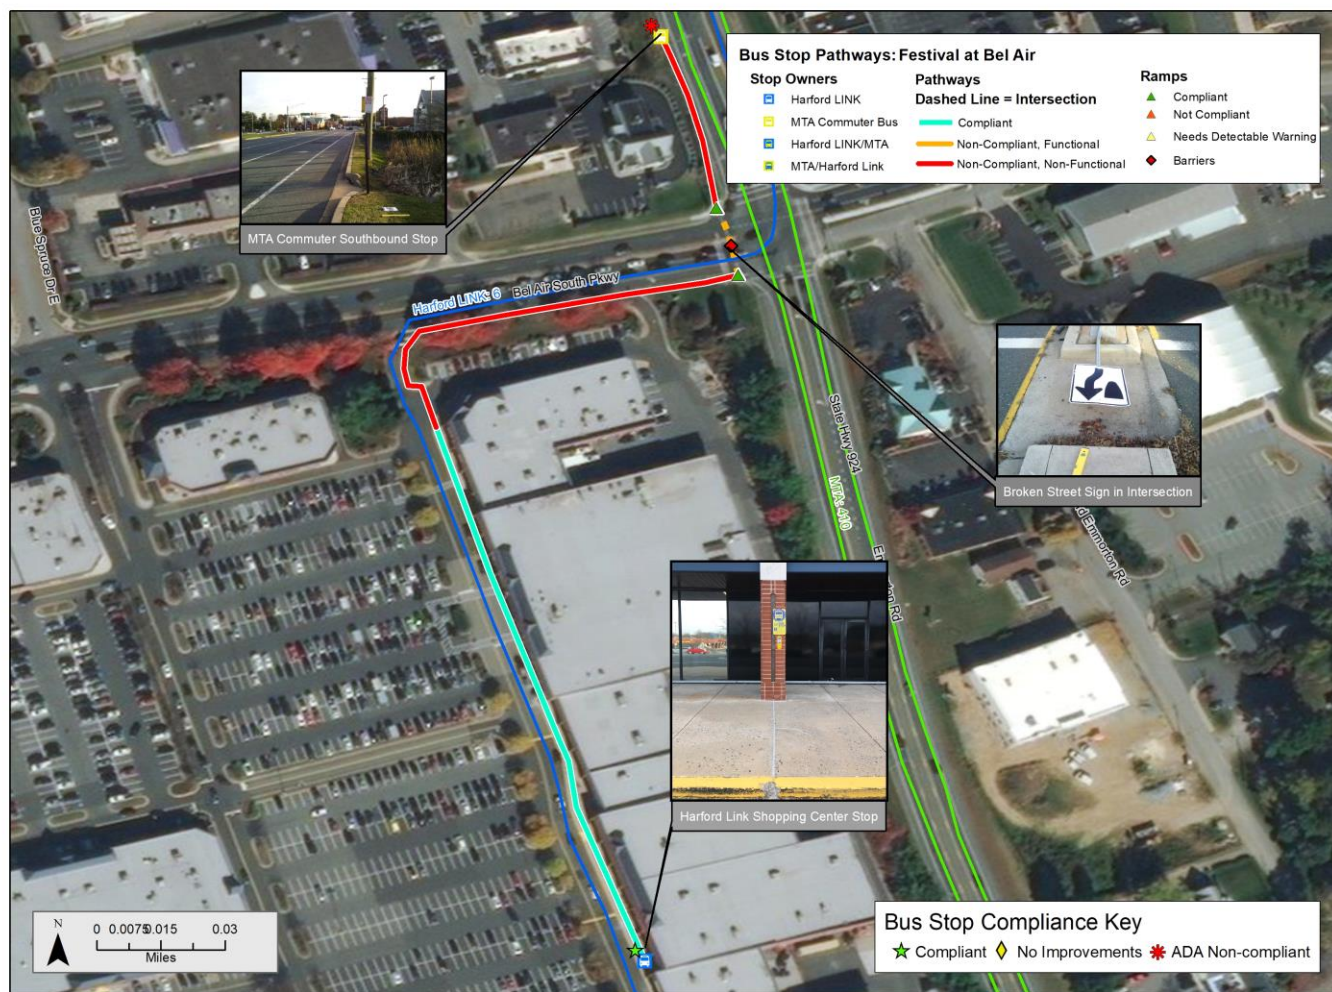 Bus Stop Pathways: Festival at Bel Air
Stop Owners
Harford LINK
MTA Commuter Bus
Harford LINK/MTA
MTA/Harford Link
Pathways
Dashed Line = Intersection
Compliant
Non-Compliant, Functional
Non-Compliant, Non-Functional
Ramps
Compliant
Not Compliant
Needs Detectable Warning
Barriers
MTA Commuter Southbound Stop
Blue Spruce Dr E
Harford LINK: 6
Bel Air South Pkwy
State Hwy 924
MTA: 410
Broken Street Sign in Intersection
Emmorton Rd
Rd
Harford Link Shopping Center Stop
N
0 0.0075 0.015 0.03
Miles
Bus Stop Compliance Key
Compliant No Improvements ADA Non-compliant